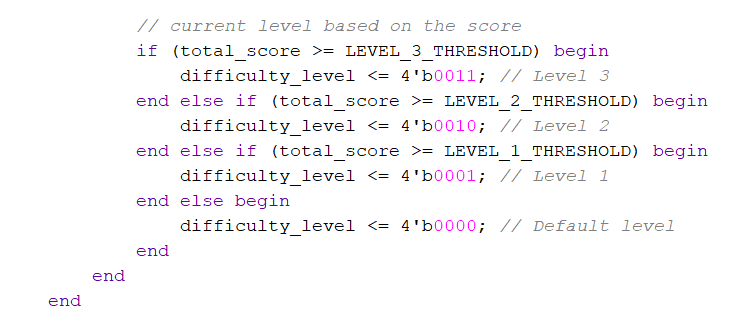 // current level based on the score
if (total_score >= LEVEL_3_THRESHOLD) begin
difficulty_level <= 4'b0011; // Level 3
end else if (total_score >= LEVEL_2_THRESHOLD) begin
difficulty_level <= 4'b0010; // Level 2
end else if (total_score >= LEVEL_1_THRESHOLD) begin
difficulty_level <= 4'b0001; // Level 1
end else begin
difficulty_level <= 4'b0000; // Default level
end
end
end